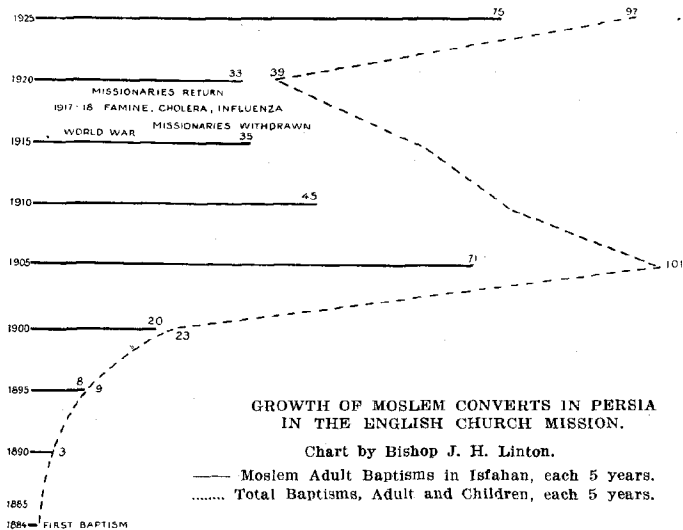 1925 75 97
1920 33 39
MISSIONARIES RETURN
1917-18 FAMINE, CHOLERA, INFLUENZA
WORLD WAR MISSIONARIES WITHDRAWN
1915 35
1910 45
1905 71 101
1900 20 23
1895 8 9
1890 3
1865
1884 FIRST BAPTISM
GROWTH OF MOSLEM CONVERTS IN PERSIA
IN THE ENGLISH CHURCH MISSION.
Chart by Bishop J. H. Linton.
Moslem Adult Baptisms in Isfahan, each 5 years.
Total Baptisms, Adult and Children, each 5 years.